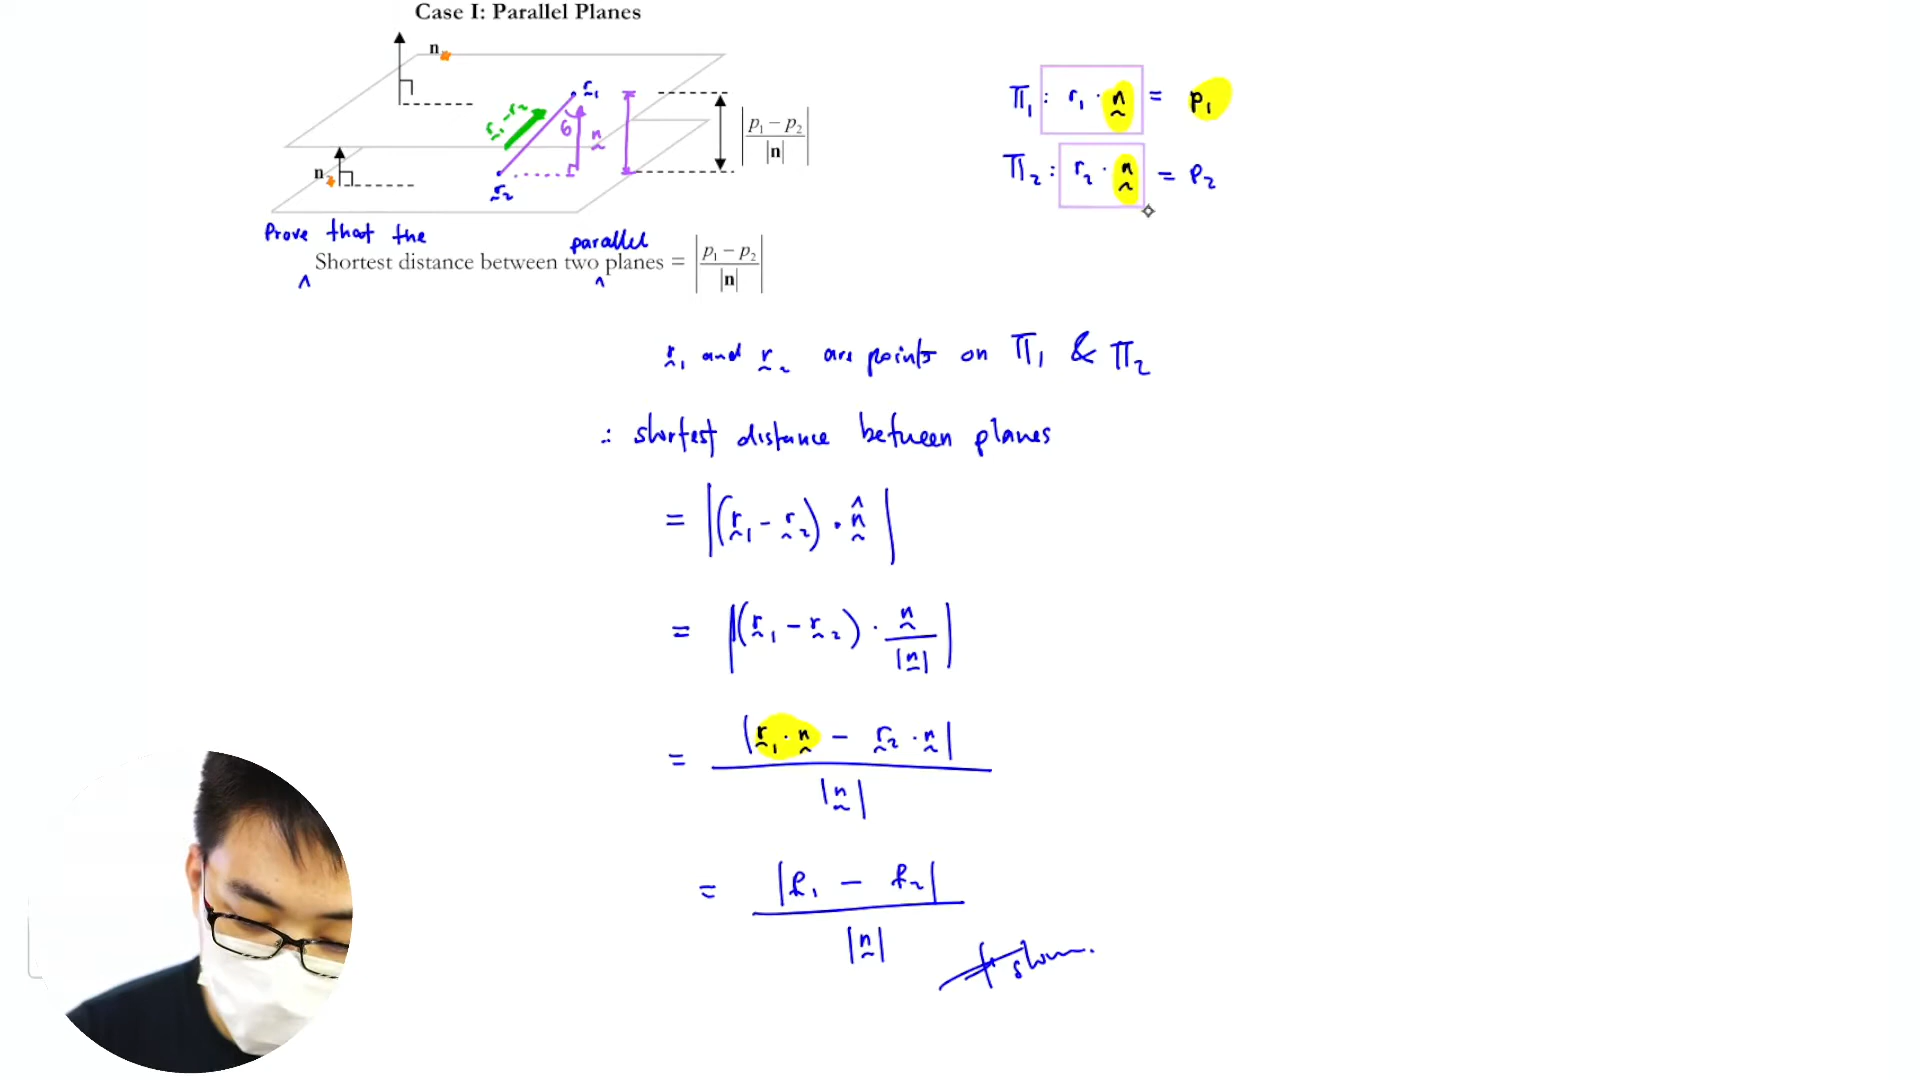 Case I: Parallel Planes
n
r₁
r₁-r₂
θ
n
|p₁ − p₂ / |n||
n
r₂
π₁ : r₁ · n = p₁
π₂ : r₂ · n = p₂
Prove that the parallel
^ Shortest distance between two ^ planes = |p₁ − p₂ / |n||
r₁ and r₂ are points on π₁ & π₂
∴ shortest distance between planes
= |(r₁ - r₂) · n̂|
= |(r₁ - r₂) · n / |n||
= |r₁ · n - r₂ · n| / |n|
= |p₁ - p₂| / |n|
shown.